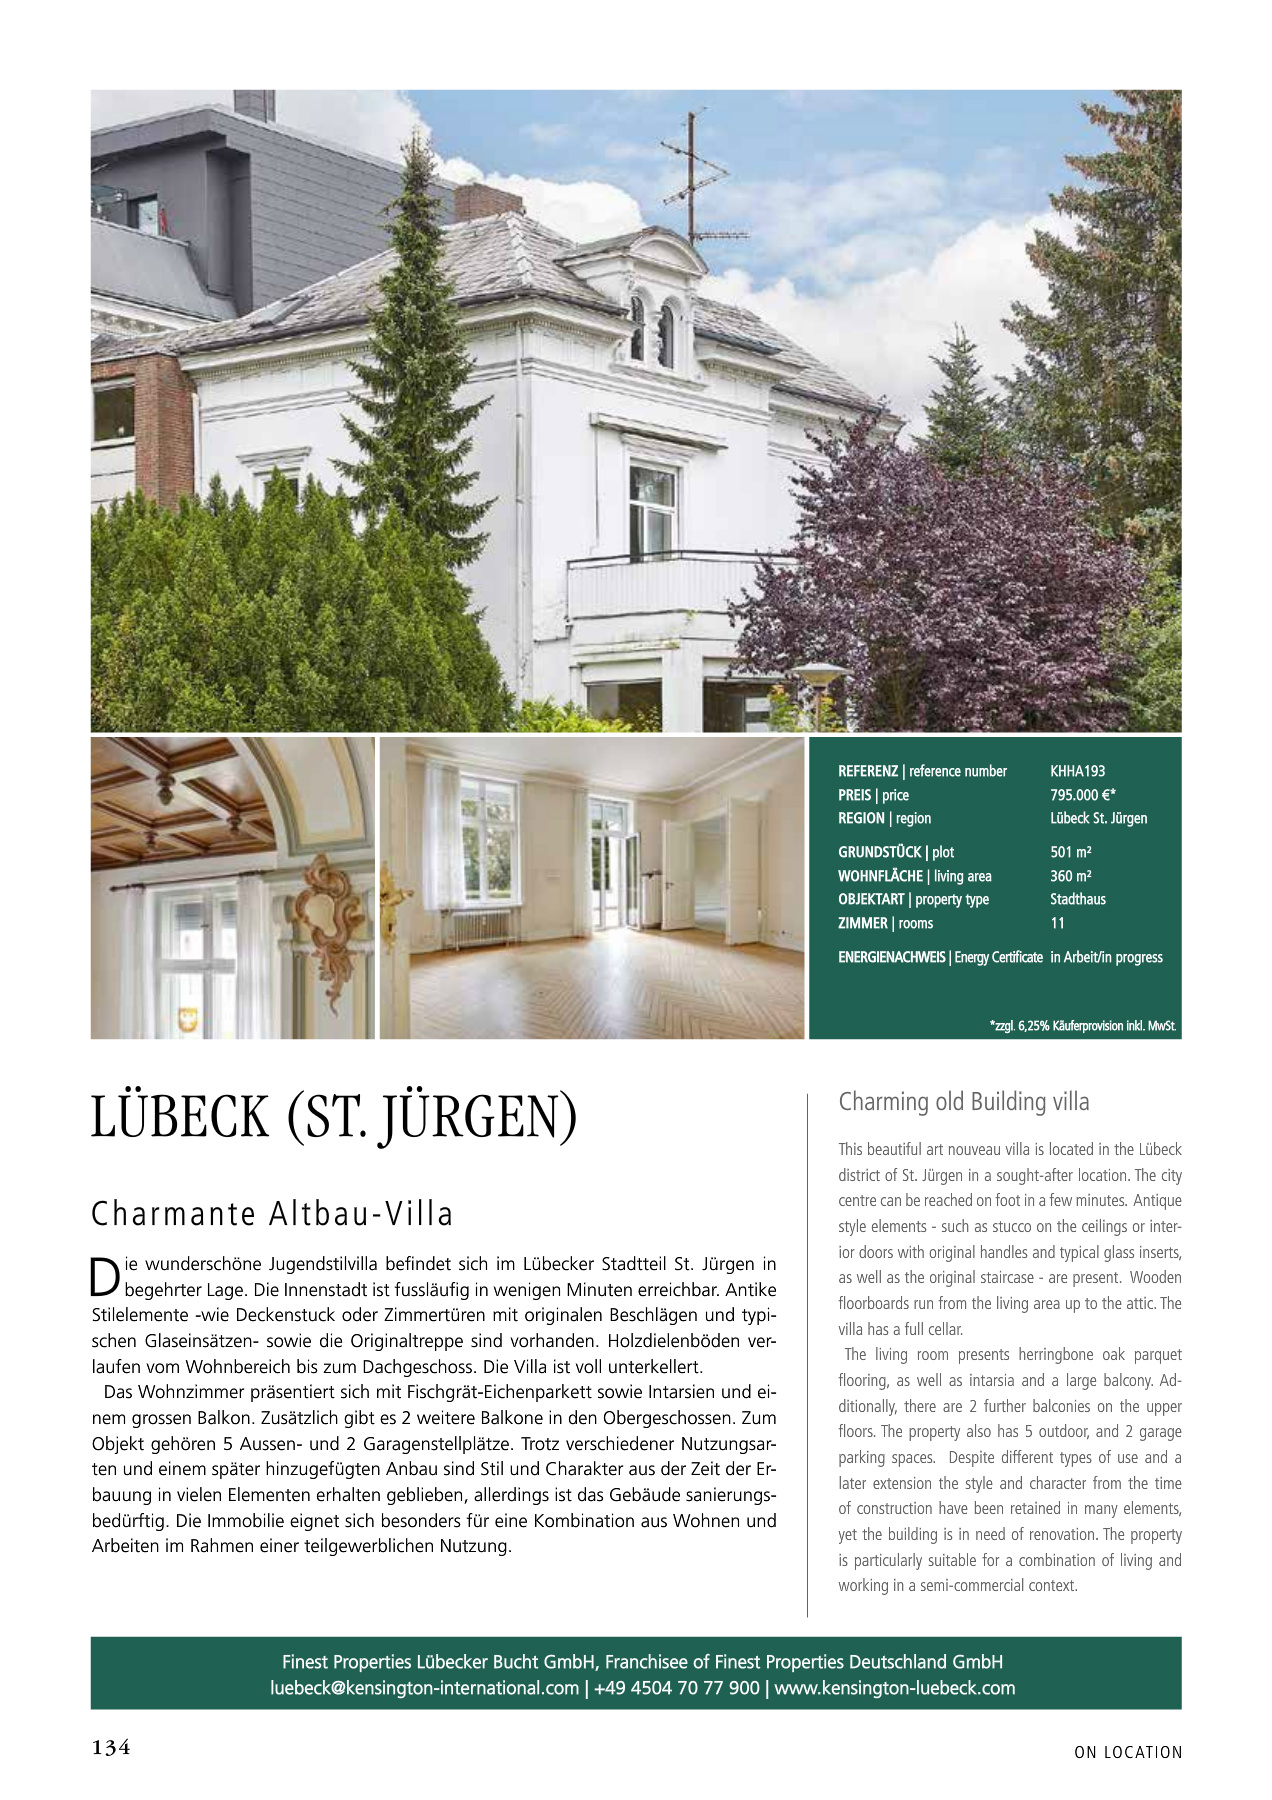 REFERENZ | reference number KHHA193
PREIS | price 795.000 €*
REGION | region Lübeck St. Jürgen
GRUNDSTÜCK | plot 501 m²
WOHNFLÄCHE | living area 360 m²
OBJEKTART | property type Stadthaus
ZIMMER | rooms 11
ENERGIENACHWEIS | Energy Certificate in Arbeit/in progress
*zzgl. 6,25% Käuferprovision inkl. MwSt.
LÜBECK (ST. JÜRGEN)
Charmante Altbau-Villa
Die wunderschöne Jugendstilvilla befindet sich im Lübecker Stadtteil St. Jürgen in
begehrter Lage. Die Innenstadt ist fussläufig in wenigen Minuten erreichbar. Antike
Stilelemente -wie Deckenstuck oder Zimmertüren mit originalen Beschlägen und typi-
schen Glaseinsätzen- sowie die Originaltreppe sind vorhanden. Holzdielenböden ver-
laufen vom Wohnbereich bis zum Dachgeschoss. Die Villa ist voll unterkellert.
Das Wohnzimmer präsentiert sich mit Fischgrät-Eichenparkett sowie Intarsien und ei-
nem grossen Balkon. Zusätzlich gibt es 2 weitere Balkone in den Obergeschossen. Zum
Objekt gehören 5 Aussen- und 2 Garagenstellplätze. Trotz verschiedener Nutzungsar-
ten und einem später hinzugefügten Anbau sind Stil und Charakter aus der Zeit der Er-
bauung in vielen Elementen erhalten geblieben, allerdings ist das Gebäude sanierungs-
bedürftig. Die Immobilie eignet sich besonders für eine Kombination aus Wohnen und
Arbeiten im Rahmen einer teilgewerblichen Nutzung.
Charming old Building villa
This beautiful art nouveau villa is located in the Lübeck
district of St. Jürgen in a sought-after location. The city
centre can be reached on foot in a few minutes. Antique
style elements - such as stucco on the ceilings or inter-
ior doors with original handles and typical glass inserts,
as well as the original staircase - are present. Wooden
floorboards run from the living area up to the attic. The
villa has a full cellar.
The living room presents herringbone oak parquet
flooring, as well as intarsia and a large balcony. Ad-
ditionally, there are 2 further balconies on the upper
floors. The property also has 5 outdoor, and 2 garage
parking spaces. Despite different types of use and a
later extension the style and character from the time
of construction have been retained in many elements,
yet the building is in need of renovation. The property
is particularly suitable for a combination of living and
working in a semi-commercial context.
Finest Properties Lübecker Bucht GmbH, Franchisee of Finest Properties Deutschland GmbH
luebeck@kensington-international.com | +49 4504 70 77 900 | www.kensington-luebeck.com
134
ON LOCATION